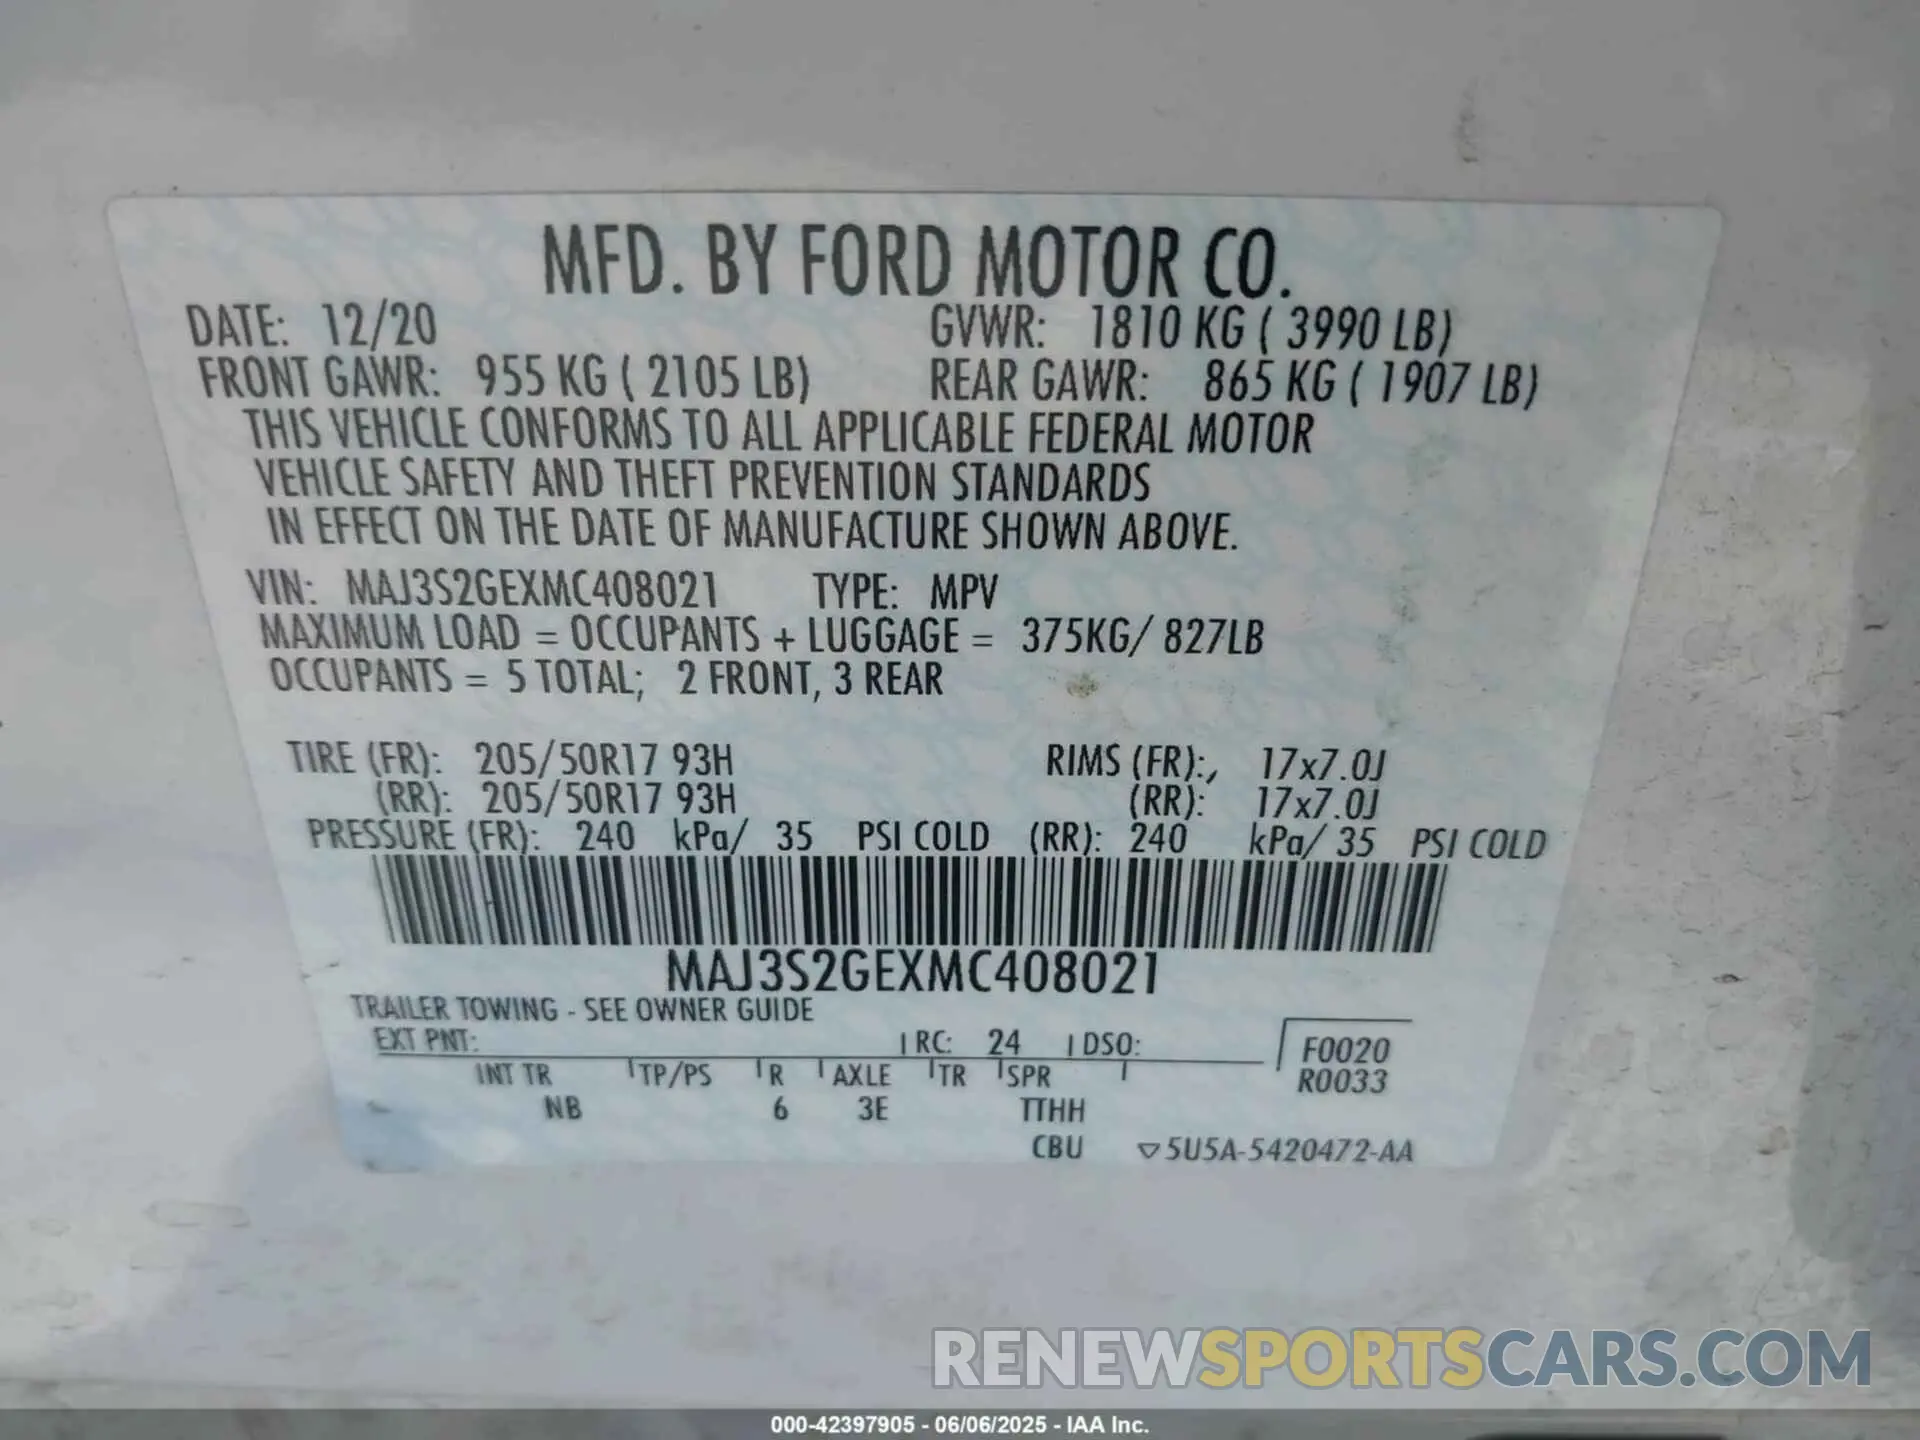 MFD. BY FORD MOTOR CO.
DATE: 12/20 GVWR: 1810 KG ( 3990 LB)
FRONT GAWR: 955 KG ( 2105 LB) REAR GAWR: 865 KG ( 1907 LB)
THIS VEHICLE CONFORMS TO ALL APPLICABLE FEDERAL MOTOR
VEHICLE SAFETY AND THEFT PREVENTION STANDARDS
IN EFFECT ON THE DATE OF MANUFACTURE SHOWN ABOVE.
VIN: MAJ3S2GEXMC408021 TYPE: MPV
MAXIMUM LOAD = OCCUPANTS + LUGGAGE = 375KG/ 827LB
OCCUPANTS = 5 TOTAL; 2 FRONT, 3 REAR
TIRE (FR): 205/50R17 93H RIMS (FR):, 17x7.0J
(RR): 205/50R17 93H (RR): 17x7.0J
PRESSURE (FR): 240 kPa/ 35 PSI COLD (RR): 240 kPa/ 35 PSI COLD
MAJ3S2GEXMC408021
TRAILER TOWING - SEE OWNER GUIDE
EXT PNT: RC: 24 DSO: F0020
INT TR TP/PS R AXLE TR SPR R0033
NB 6 3E TTHH
CBU ▽5U5A-5420472-AA
RENEWSPORTSCARS.COM
000-42397905 - 06/06/2025 - IAA Inc.